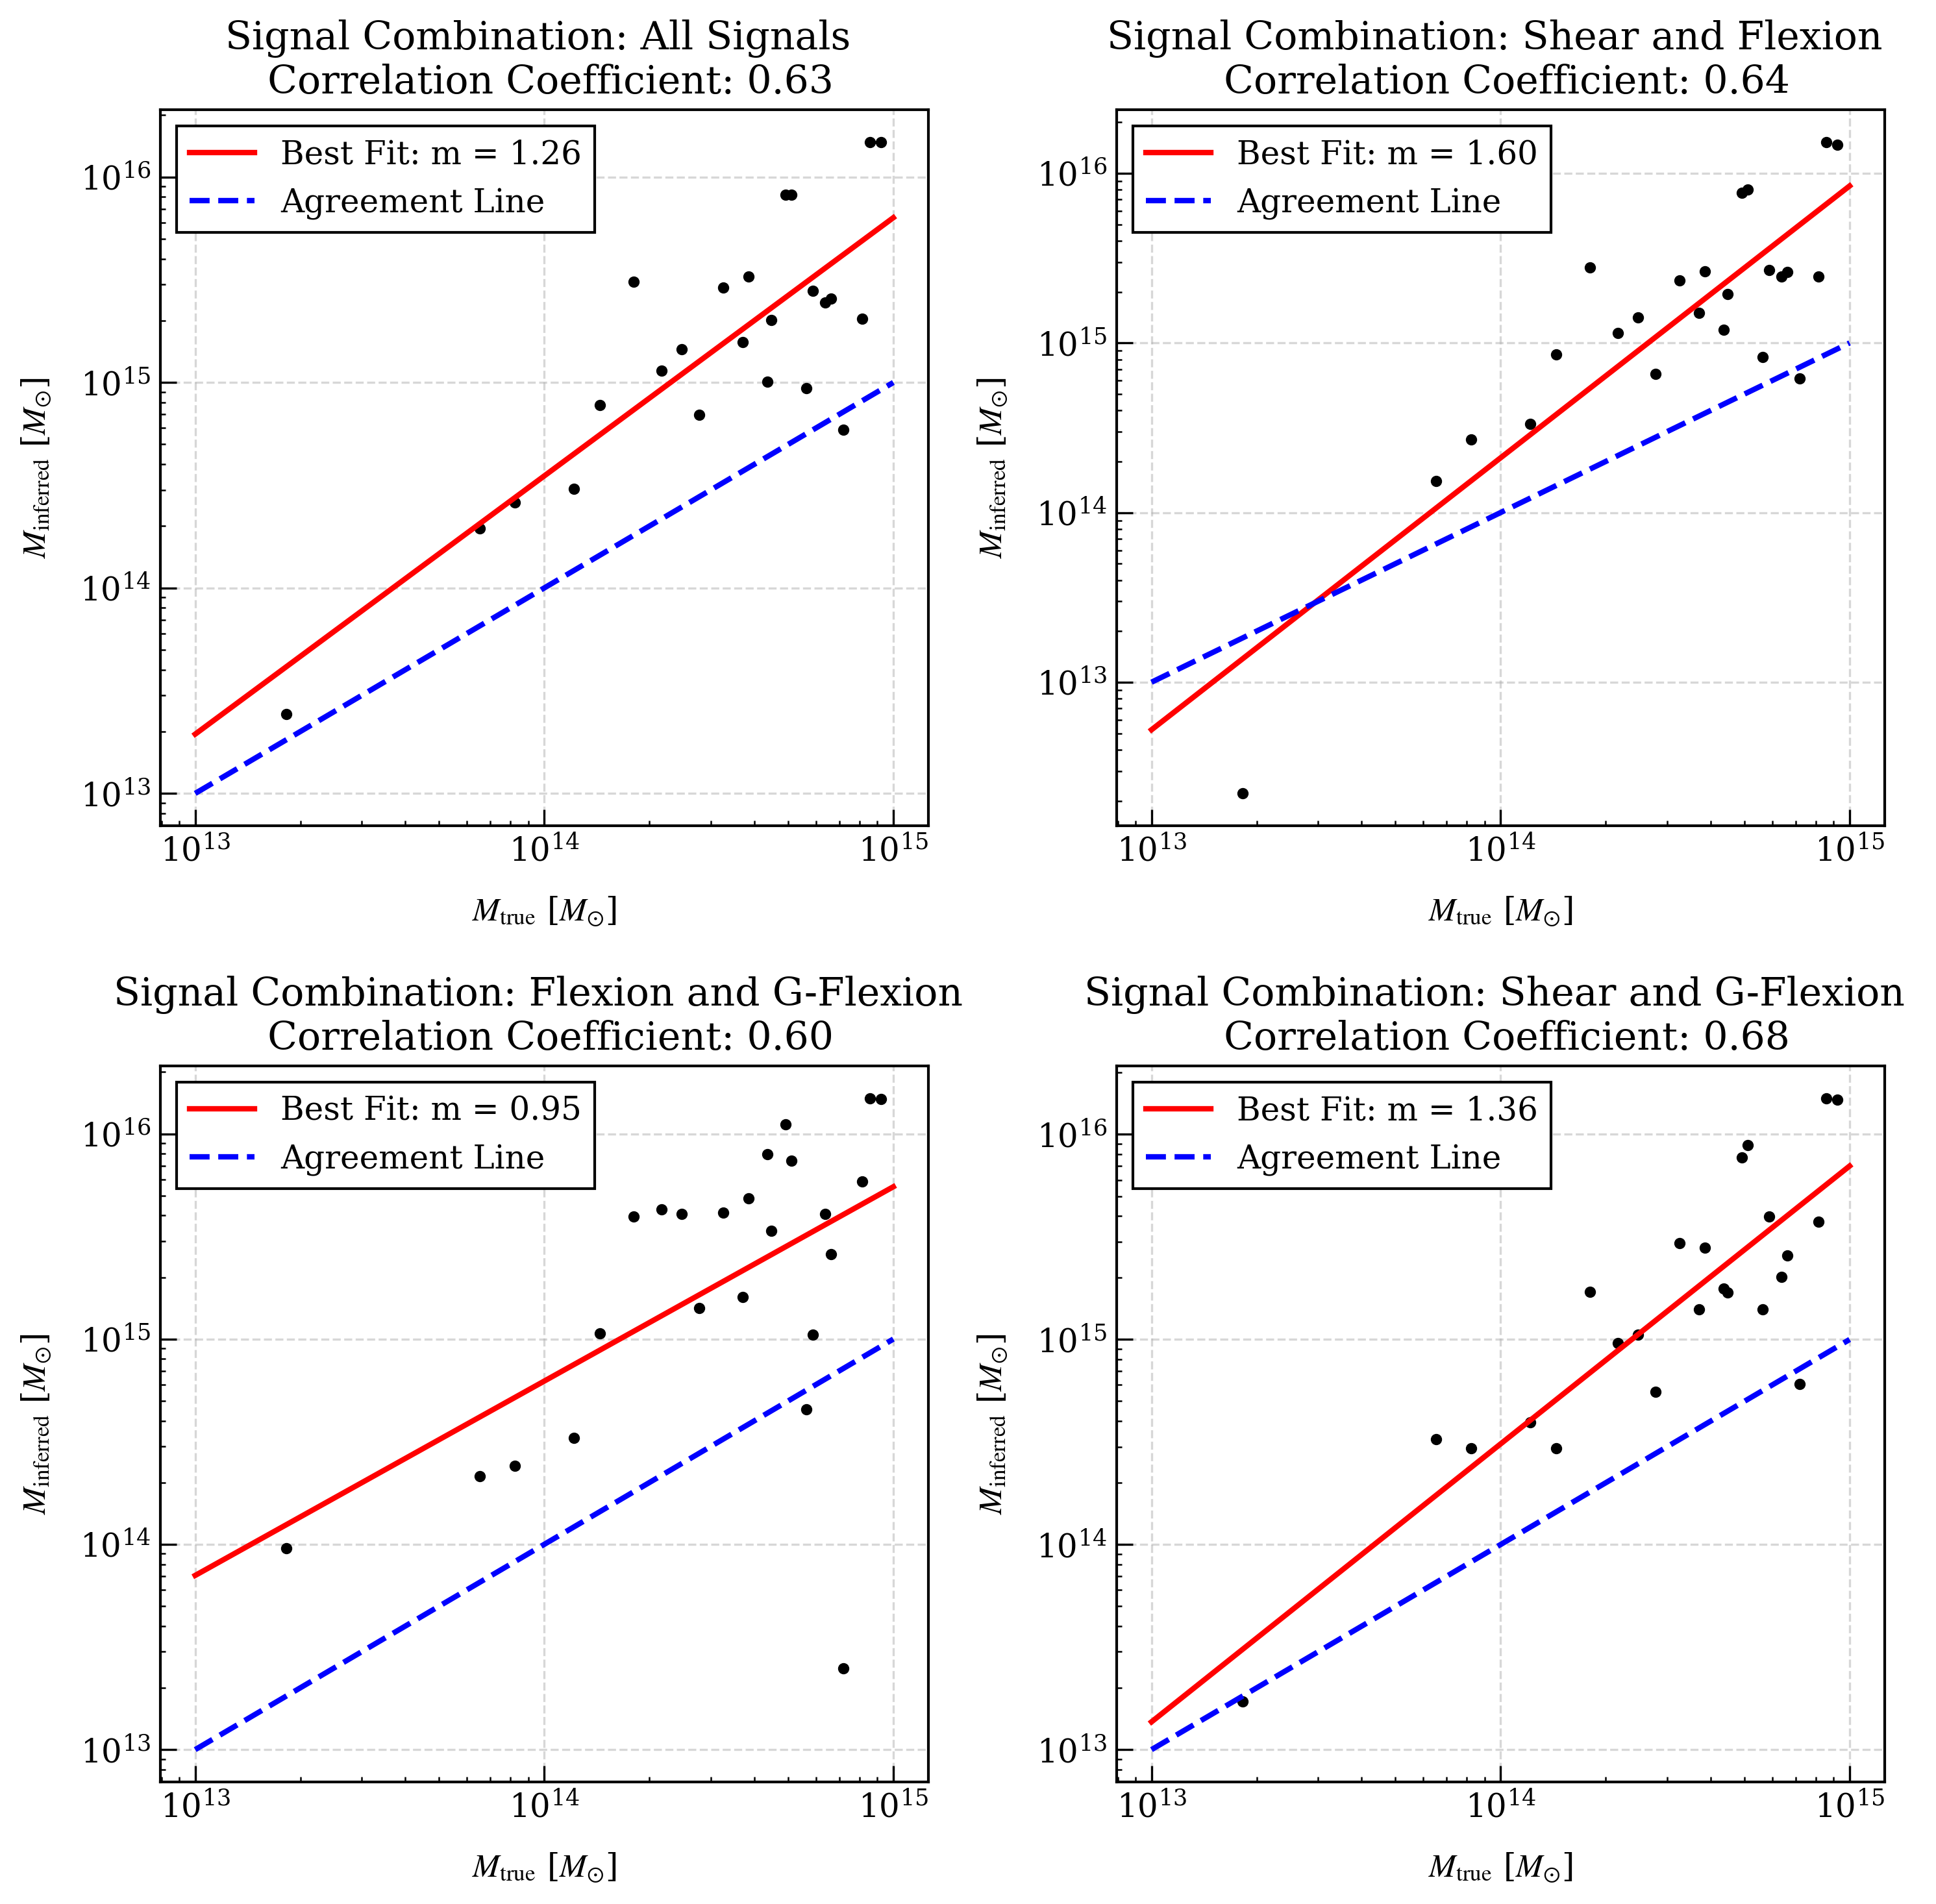 Signal Combination: All Signals
Correlation Coefficient: 0.63
Best Fit: m = 1.26
Agreement Line
10^16
10^15
10^14
10^13
M_inferred [M_⊙]
10^13 10^14 10^15
M_true [M_⊙]
Signal Combination: Shear and Flexion
Correlation Coefficient: 0.64
Best Fit: m = 1.60
Agreement Line
10^16
10^15
10^14
10^13
M_inferred [M_⊙]
10^13 10^14 10^15
M_true [M_⊙]
Signal Combination: Flexion and G-Flexion
Correlation Coefficient: 0.60
Best Fit: m = 0.95
Agreement Line
10^16
10^15
10^14
10^13
M_inferred [M_⊙]
10^13 10^14 10^15
M_true [M_⊙]
Signal Combination: Shear and G-Flexion
Correlation Coefficient: 0.68
Best Fit: m = 1.36
Agreement Line
10^16
10^15
10^14
10^13
M_inferred [M_⊙]
10^13 10^14 10^15
M_true [M_⊙]